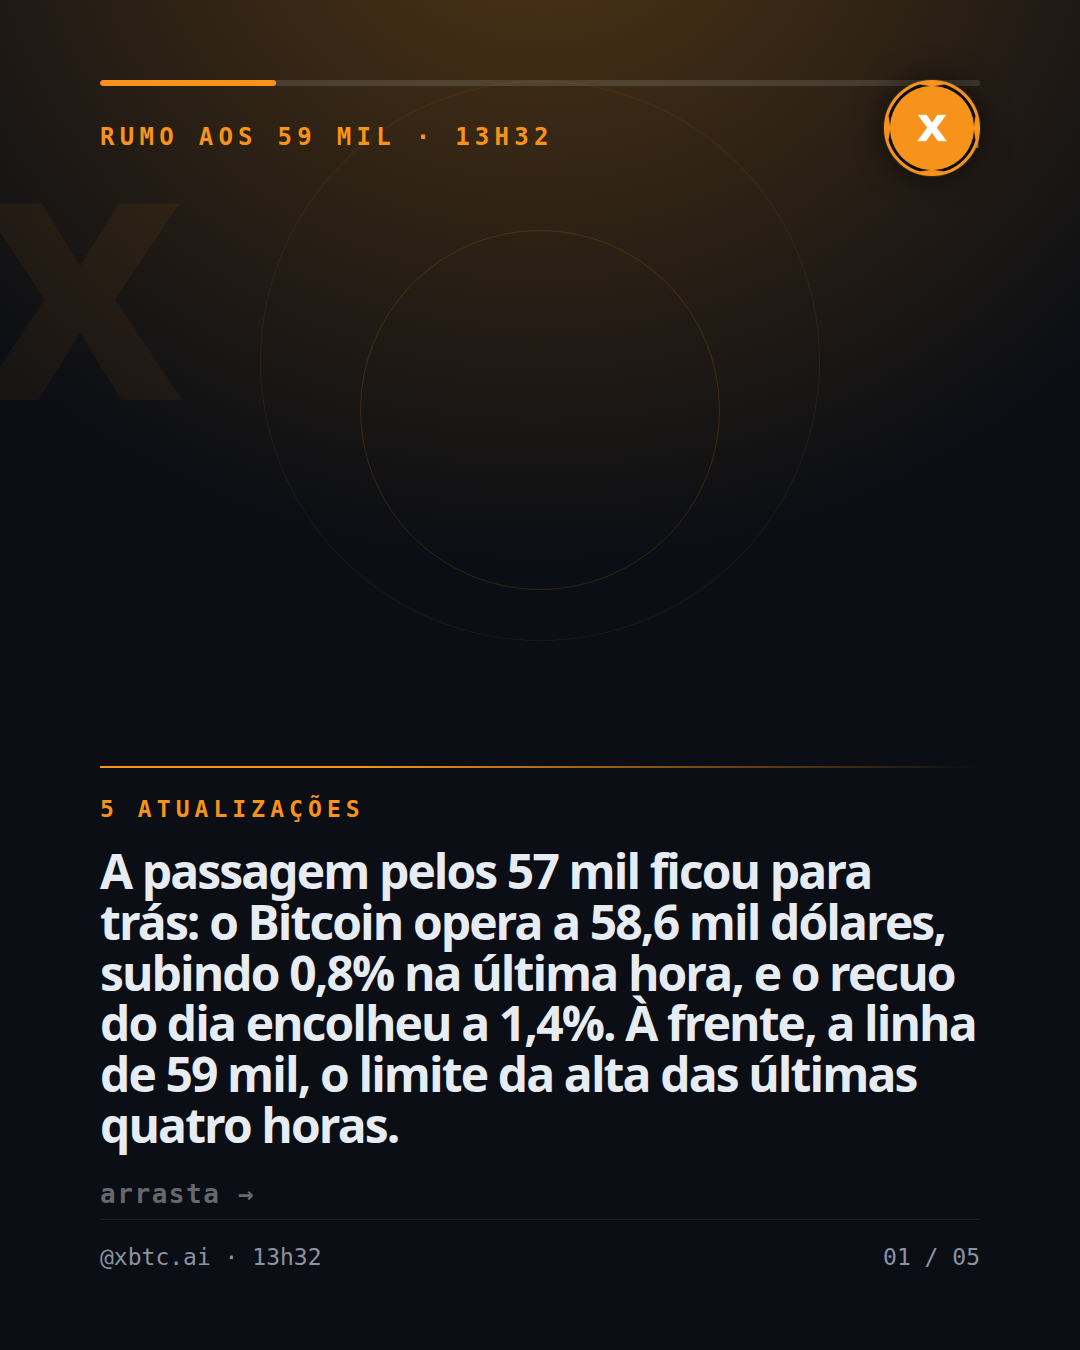 RUMO AOS 59 MIL · 13H32
x
x
5 ATUALIZAÇÕES
A passagem pelos 57 mil ficou para
trás: o Bitcoin opera a 58,6 mil dólares,
subindo 0,8% na última hora, e o recuo
do dia encolheu a 1,4%. À frente, a linha
de 59 mil, o limite da alta das últimas
quatro horas.
arrasta →
@xbtc.ai · 13h32
01 / 05